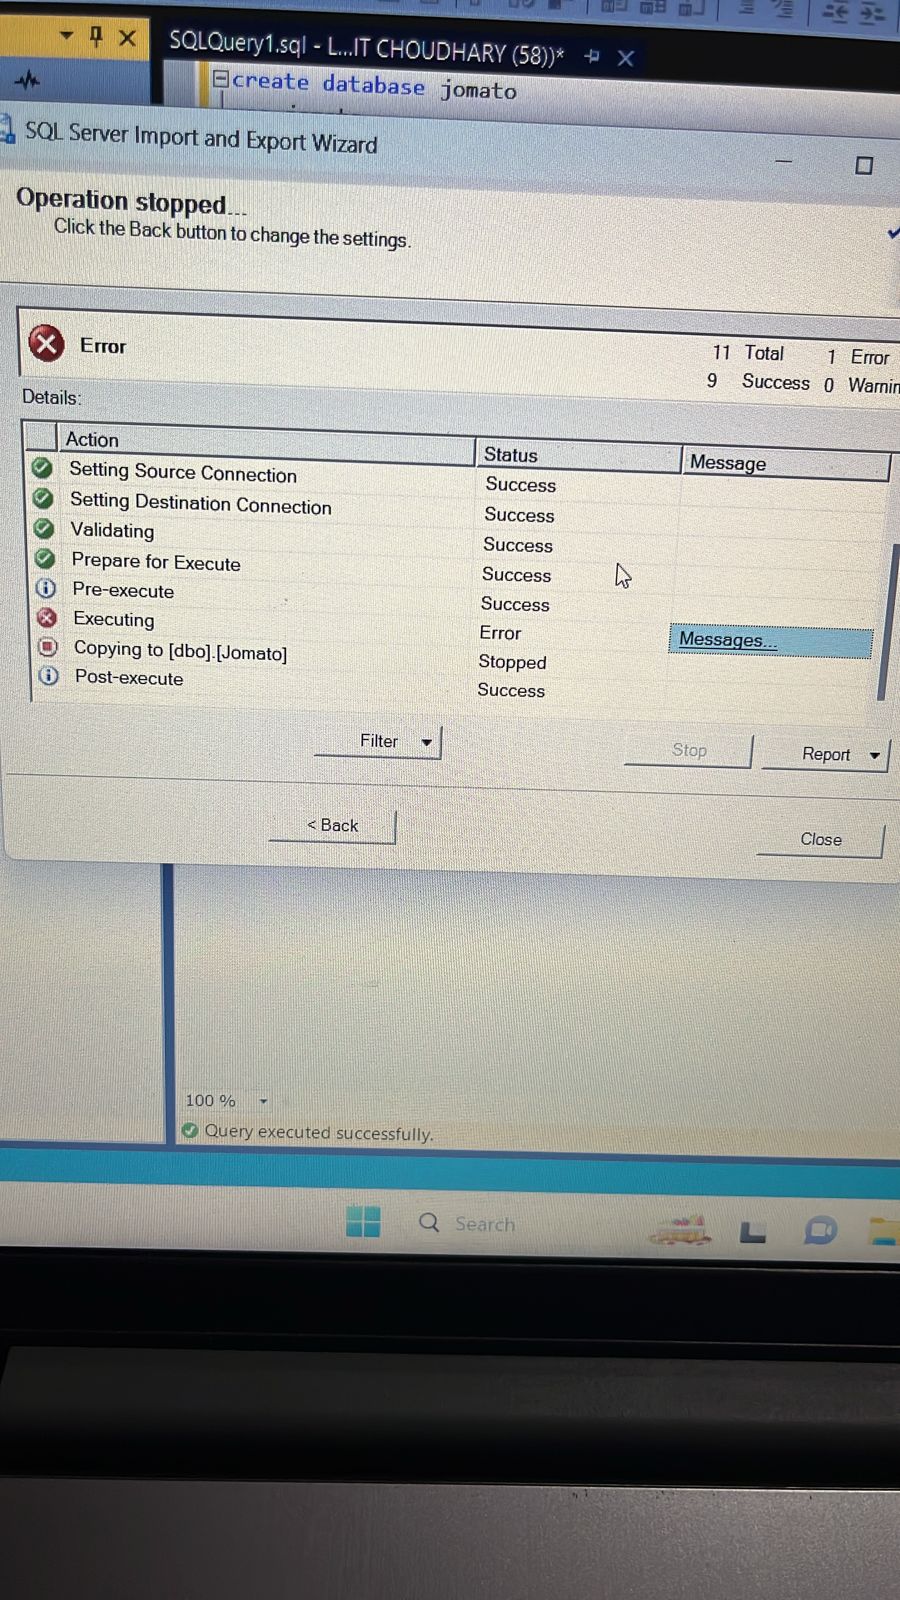 SQLQuery1.sql - L...IT CHOUDHARY (58))*
create database jomato
SQL Server Import and Export Wizard
Operation stopped...
Click the Back button to change the settings.
Error
11 Total 1 Error
9 Success 0 Warnin
Details:
Action Status Message
Setting Source Connection Success
Setting Destination Connection Success
Validating Success
Prepare for Execute Success
Pre-execute Success
Executing Error Messages...
Copying to [dbo].[Jomato] Stopped
Post-execute Success
Filter Stop Report
< Back Close
100 %
Query executed successfully.
Search